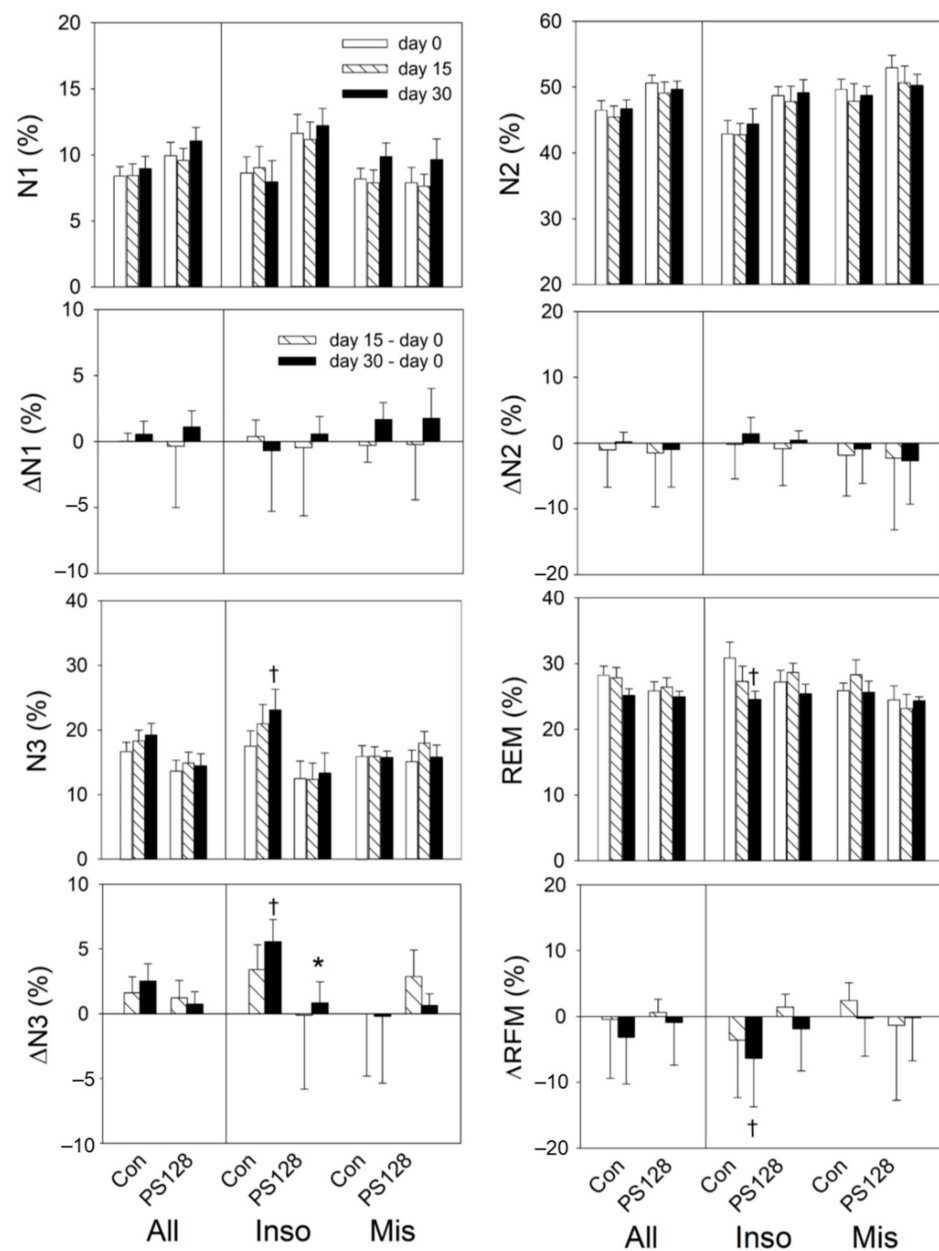 N1 (%)
20
15
10
5
0
day 0
day 15
day 30
N2 (%)
60
50
40
30
20
ΔN1 (%)
10
5
0
−5
−10
day 15 - day 0
day 30 - day 0
ΔN2 (%)
20
10
0
−10
−20
N3 (%)
40
30
20
10
0
†
REM (%)
40
30
20
10
0
†
ΔN3 (%)
10
5
0
−5
−10
†
*
ΔRFM (%)
20
10
0
−10
−20
†
Con PS128 Con PS128 Con PS128
All Inso Mis
Con PS128 Con PS128 Con PS128
All Inso Mis